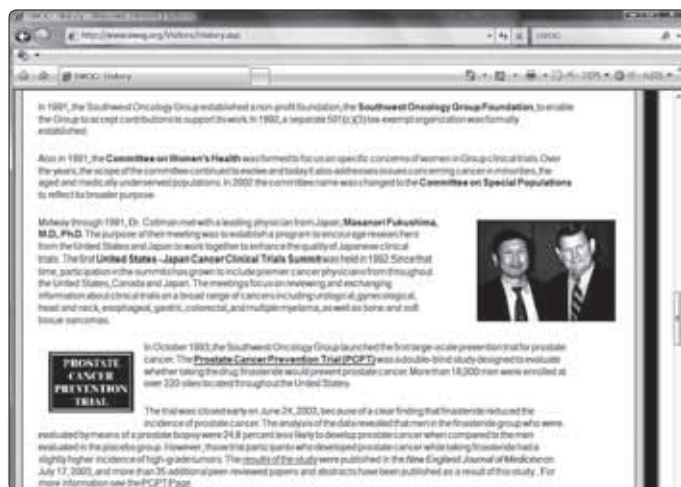 SWOG - History - Windows Internet Explorer
http://www.swog.org/Visitors/History.asp
SWOG
SWOG - History
In 1991, the Southwest Oncology Group established a non-profit foundation, the Southwest Oncology Group Foundation, to enable
the Group to accept contributions to support its work. In 1992, a separate 501(c)(3) tax-exempt organization was formally
established.
Also in 1991, the Committee on Women's Health was formed to focus on specific concerns of women in Group clinical trials. Over
the years, the scope of the committee continued to evolve and today it also addresses issues concerning cancer in minorities, the
aged and medically underserved populations. In 2002 the committee name was changed to the Committee on Special Populations
to reflect its broader purpose.
Midway through 1991, Dr. Coltman met with a leading physician from Japan, Masanori Fukushima,
M.D., PhD. The purpose of their meeting was to establish a program to encourage researchers
from the United States and Japan to work together to enhance the quality of Japanese clinical
trials. The first United States -Japan Cancer Clinical Trials Summit was held in 1992. Since that
time, participation in the summits has grown to include premier cancer physicians from throughout
the United States, Canada and Japan. The meetings focus on reviewing and exchanging
information about clinical trials on a broad range of cancers including urological, gynecological,
head and neck, esophageal, gastric, colorectal, and multiple myeloma, as well as bone and soft
tissue sarcomas.
PROSTATE
CANCER
PREVENTION
TRIAL
In October 1993, the Southwest Oncology Group launched the first large-scale prevention trial for prostate
cancer. The Prostate Cancer Prevention Trial (PCPT) was a double-blind study designed to evaluate
whether taking the drug finasteride would prevent prostate cancer. More than 18,000 men were enrolled at
over 220 sites located throughout the United States.
The trial was closed early on June 24, 2003, because of a clear finding that finasteride reduced the
incidence of prostate cancer. The analysis of the data revealed that men in the finasteride group who were
evaluated by means of a prostate biopsy were 24.8 percent less likely to develop prostate cancer when compared to the men
evaluated in the placebo group. However, those trial participants who developed prostate cancer while taking finasteride had a
slightly higher incidence of high-grade tumors. The results of the study were published in the New England Journal of Medicine on
July 17, 2003, and more than 35 additional peer-reviewed papers and abstracts have been published as a result of this study. For
more information see the PCPT Page.